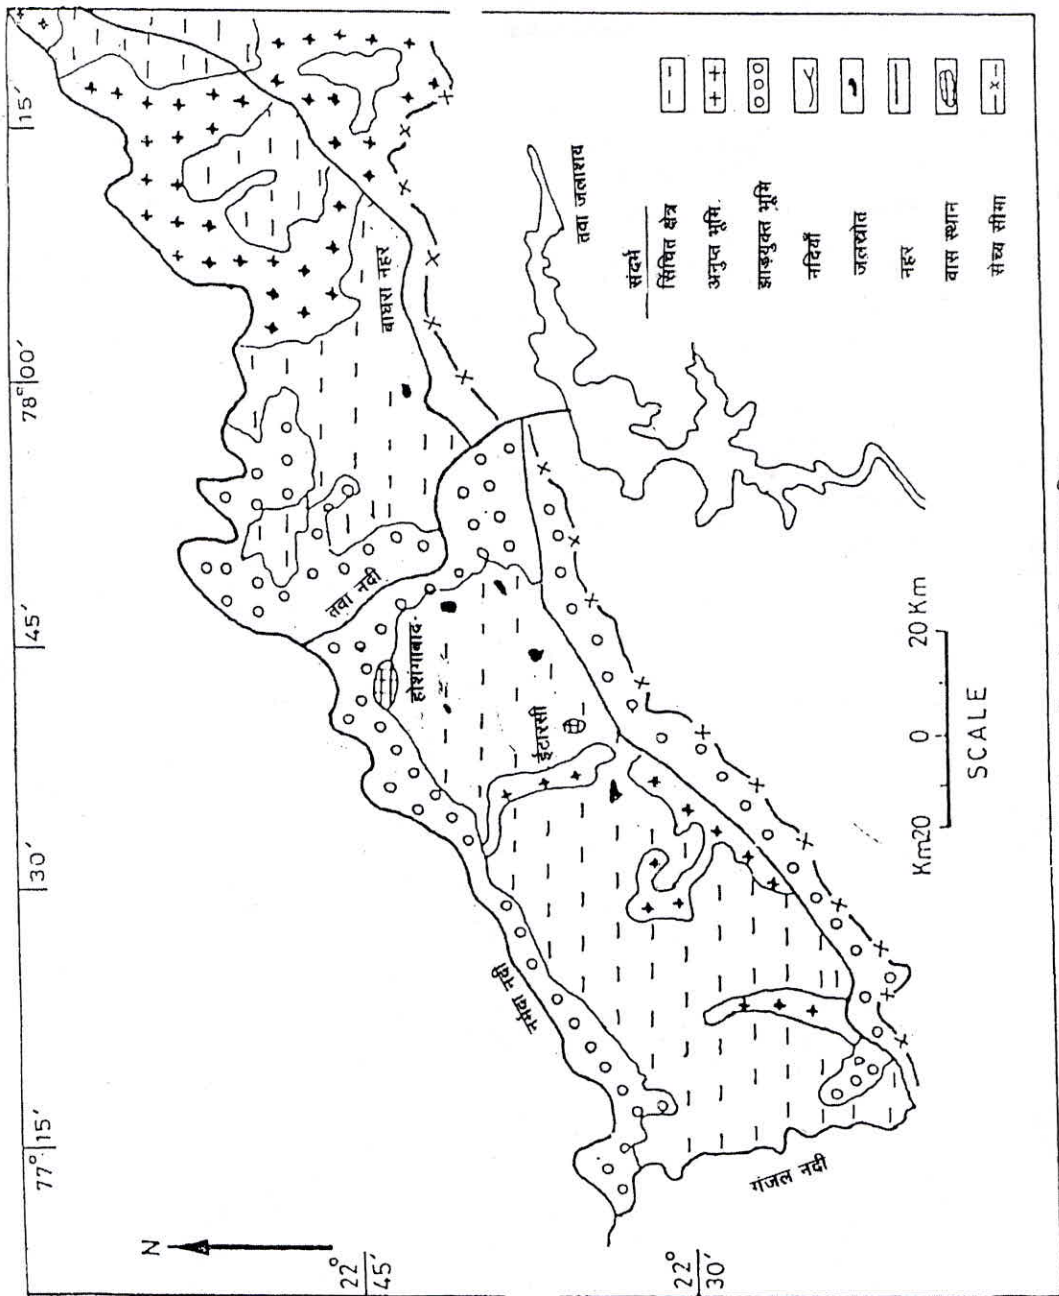 77° 15′
30′
45′
78° 00′
15′
N
22° 45′
22° 30′
नर्मदा नदी
गंजल नदी
होशंगाबाद
ईटारसी
तवा नदी
बाघरा नहर
तवा जलाशय
संदर्भ
सिंचित क्षेत्र
अनुप्त भूमि
झाड़युक्त भूमि
नदियाँ
जलस्रोत
नहर
वास स्थान
सेच्य सीमा
Km20 0 20 Km
SCALE